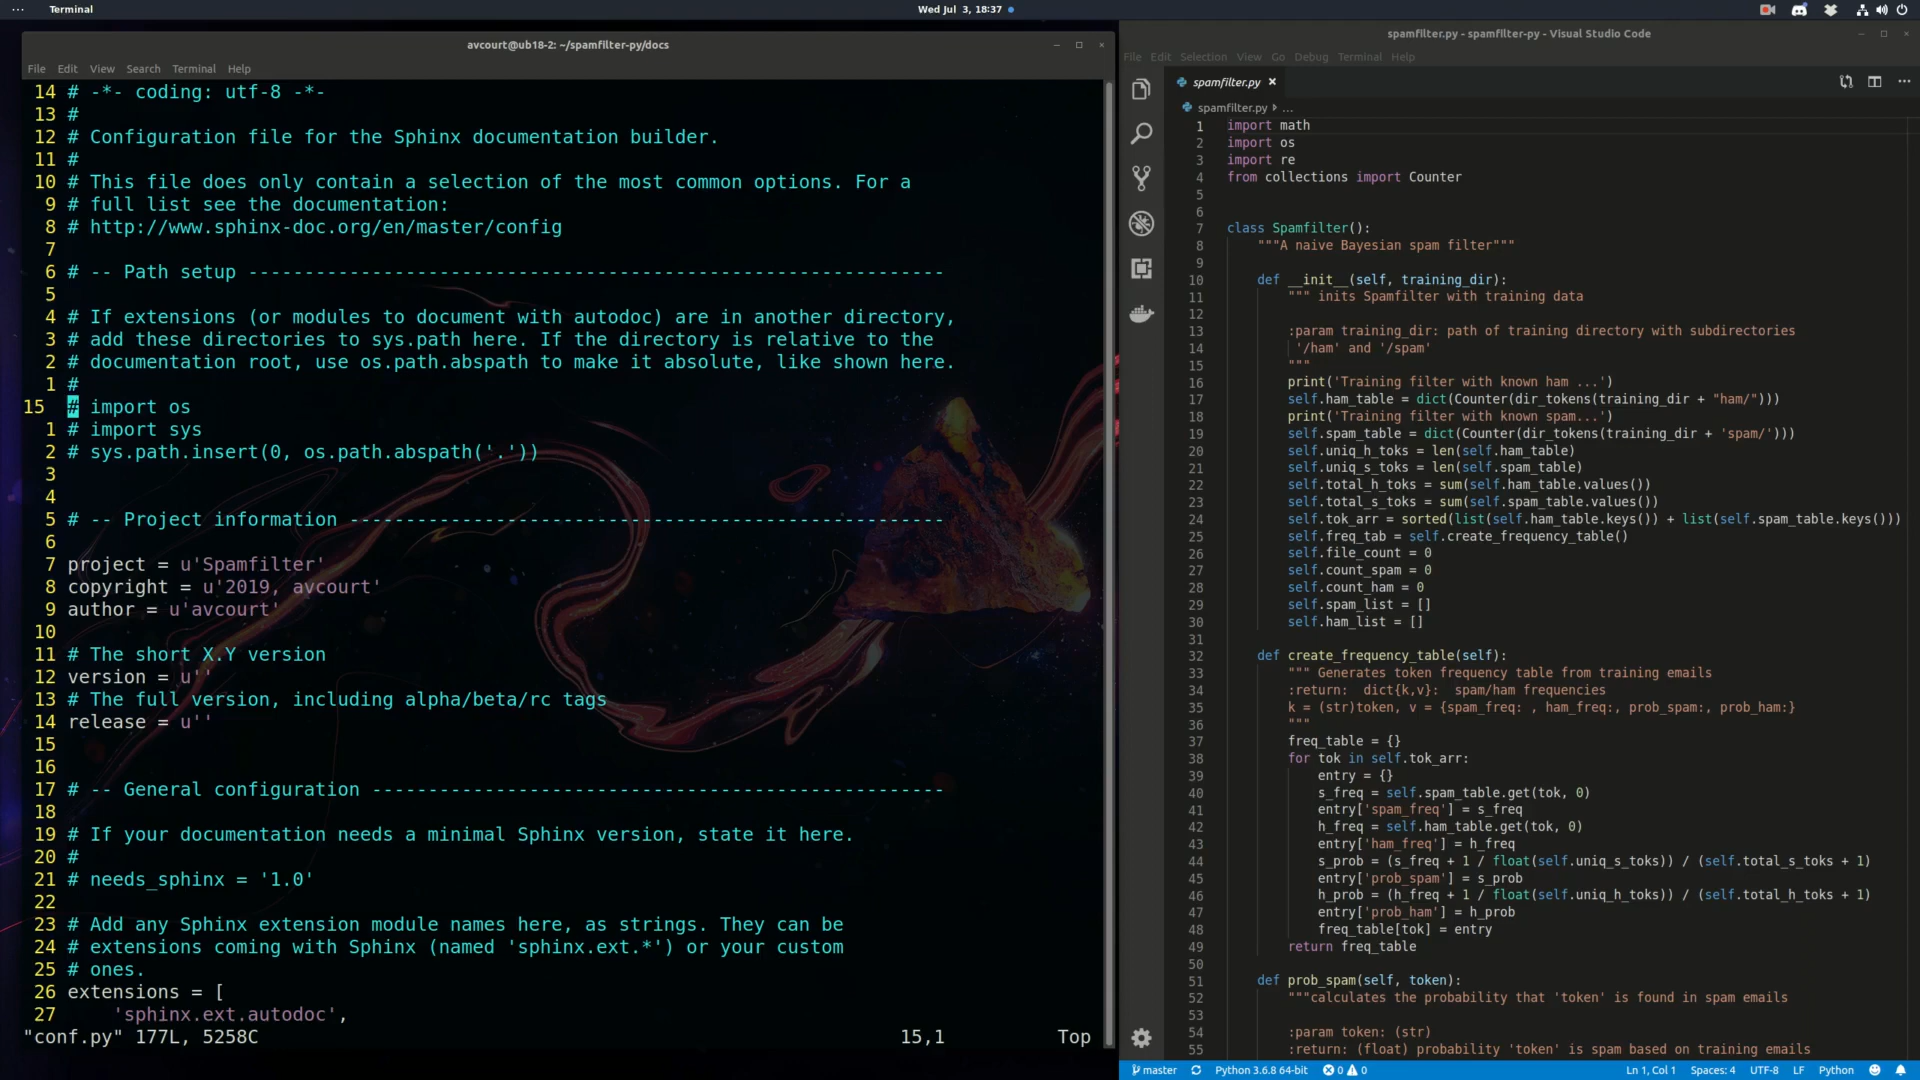 Terminal
Wed Jul 3, 18:37
avcourt@ub18-2: ~/spamfilter-py/docs
File Edit View Search Terminal Help
14 # -*- coding: utf-8 -*-
13 #
12 # Configuration file for the Sphinx documentation builder.
11 #
10 # This file does only contain a selection of the most common options. For a
9 # full list see the documentation:
8 # http://www.sphinx-doc.org/en/master/config
7
6 # -- Path setup --------------------------------------------------------------
5
4 # If extensions (or modules to document with autodoc) are in another directory,
3 # add these directories to sys.path here. If the directory is relative to the
2 # documentation root, use os.path.abspath to make it absolute, like shown here.
1 #
15 # import os
1 # import sys
2 # sys.path.insert(0, os.path.abspath('.'))
3
4
5 # -- Project information -----------------------------------------------------
6
7 project = u'Spamfilter'
8 copyright = u'2019, avcourt'
9 author = u'avcourt'
10
11 # The short X.Y version
12 version = u''
13 # The full version, including alpha/beta/rc tags
14 release = u''
15
16
17 # -- General configuration ---------------------------------------------------
18
19 # If your documentation needs a minimal Sphinx version, state it here.
20 #
21 # needs_sphinx = '1.0'
22
23 # Add any Sphinx extension module names here, as strings. They can be
24 # extensions coming with Sphinx (named 'sphinx.ext.*') or your custom
25 # ones.
26 extensions = [
27 'sphinx.ext.autodoc',
"conf.py" 177L, 5258C 15,1 Top
spamfilter.py - spamfilter-py - Visual Studio Code
File Edit Selection View Go Debug Terminal Help
spamfilter.py
spamfilter.py ...
1 import math
2 import os
3 import re
4 from collections import Counter
5
6
7 class Spamfilter():
8 """A naive Bayesian spam filter"""
9
10 def __init__(self, training_dir):
11 """ inits Spamfilter with training data
12
13 :param training_dir: path of training directory with subdirectories
14 '/ham' and '/spam'
15 """
16 print('Training filter with known ham ...')
17 self.ham_table = dict(Counter(dir_tokens(training_dir + "ham/")))
18 print('Training filter with known spam...')
19 self.spam_table = dict(Counter(dir_tokens(training_dir + 'spam/')))
20 self.uniq_h_toks = len(self.ham_table)
21 self.uniq_s_toks = len(self.spam_table)
22 self.total_h_toks = sum(self.ham_table.values())
23 self.total_s_toks = sum(self.spam_table.values())
24 self.tok_arr = sorted(list(self.ham_table.keys()) + list(self.spam_table.keys()))
25 self.freq_tab = self.create_frequency_table()
26 self.file_count = 0
27 self.count_spam = 0
28 self.count_ham = 0
29 self.spam_list = []
30 self.ham_list = []
31
32 def create_frequency_table(self):
33 """ Generates token frequency table from training emails
34 :return: dict{k,v}: spam/ham frequencies
35 k = (str)token, v = {spam_freq: , ham_freq:, prob_spam:, prob_ham:}
36 """
37 freq_table = {}
38 for tok in self.tok_arr:
39 entry = {}
40 s_freq = self.spam_table.get(tok, 0)
41 entry['spam_freq'] = s_freq
42 h_freq = self.ham_table.get(tok, 0)
43 entry['ham_freq'] = h_freq
44 s_prob = (s_freq + 1 / float(self.uniq_s_toks)) / (self.total_s_toks + 1)
45 entry['prob_spam'] = s_prob
46 h_prob = (h_freq + 1 / float(self.uniq_h_toks)) / (self.total_h_toks + 1)
47 entry['prob_ham'] = h_prob
48 freq_table[tok] = entry
49 return freq_table
50
51 def prob_spam(self, token):
52 """calculates the probability that 'token' is found in spam emails
53
54 :param token: (str)
55 :return: (float) probability 'token' is spam based on training emails
master Python 3.6.8 64-bit 0 0 Ln 1, Col 1 Spaces: 4 UTF-8 LF Python